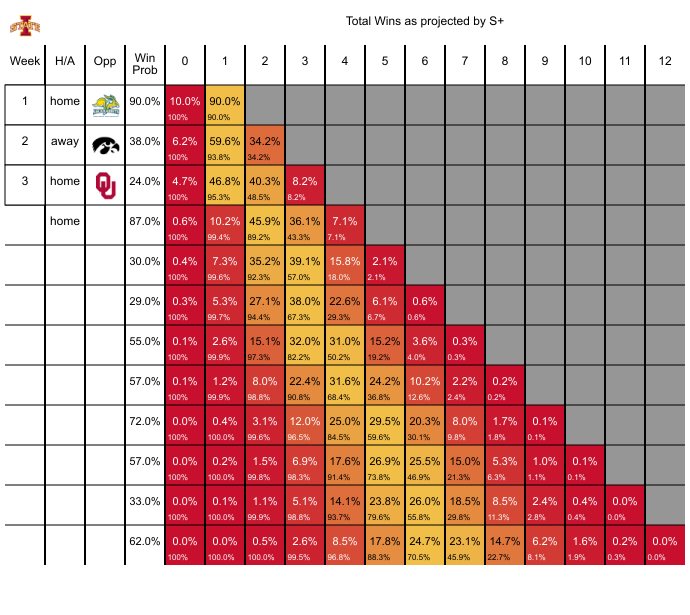 STATE
Total Wins as projected by S+
Week H/A Opp Win Prob 0 1 2 3 4 5 6 7 8 9 10 11 12
1 home 90.0% 10.0% 90.0%
100% 90.0%
2 away 38.0% 6.2% 59.6% 34.2%
100% 93.8% 34.2%
3 home OU 24.0% 4.7% 46.8% 40.3% 8.2%
100% 95.3% 48.5% 8.2%
home 87.0% 0.6% 10.2% 45.9% 36.1% 7.1%
100% 99.4% 89.2% 43.3% 7.1%
30.0% 0.4% 7.3% 35.2% 39.1% 15.8% 2.1%
100% 99.6% 92.3% 57.0% 18.0% 2.1%
29.0% 0.3% 5.3% 27.1% 38.0% 22.6% 6.1% 0.6%
100% 99.7% 94.4% 67.3% 29.3% 6.7% 0.6%
55.0% 0.1% 2.6% 15.1% 32.0% 31.0% 15.2% 3.6% 0.3%
100% 99.9% 97.3% 82.2% 50.2% 19.2% 4.0% 0.3%
57.0% 0.1% 1.2% 8.0% 22.4% 31.6% 24.2% 10.2% 2.2% 0.2%
100% 99.9% 98.8% 90.8% 68.4% 36.8% 12.6% 2.4% 0.2%
72.0% 0.0% 0.4% 3.1% 12.0% 25.0% 29.5% 20.3% 8.0% 1.7% 0.1%
100% 100.0% 99.6% 96.5% 84.5% 59.6% 30.1% 9.8% 1.8% 0.1%
57.0% 0.0% 0.2% 1.5% 6.9% 17.6% 26.9% 25.5% 15.0% 5.3% 1.0% 0.1%
100% 100.0% 99.8% 98.3% 91.4% 73.8% 46.9% 21.3% 6.3% 1.1% 0.1%
33.0% 0.0% 0.1% 1.1% 5.1% 14.1% 23.8% 26.0% 18.5% 8.5% 2.4% 0.4% 0.0%
100% 100.0% 99.9% 98.8% 93.7% 79.6% 55.8% 29.8% 11.3% 2.8% 0.4% 0.0%
62.0% 0.0% 0.0% 0.5% 2.6% 8.5% 17.8% 24.7% 23.1% 14.7% 6.2% 1.6% 0.2% 0.0%
100% 100.0% 100.0% 99.5% 96.8% 88.3% 70.5% 45.9% 22.7% 8.1% 1.9% 0.3% 0.0%